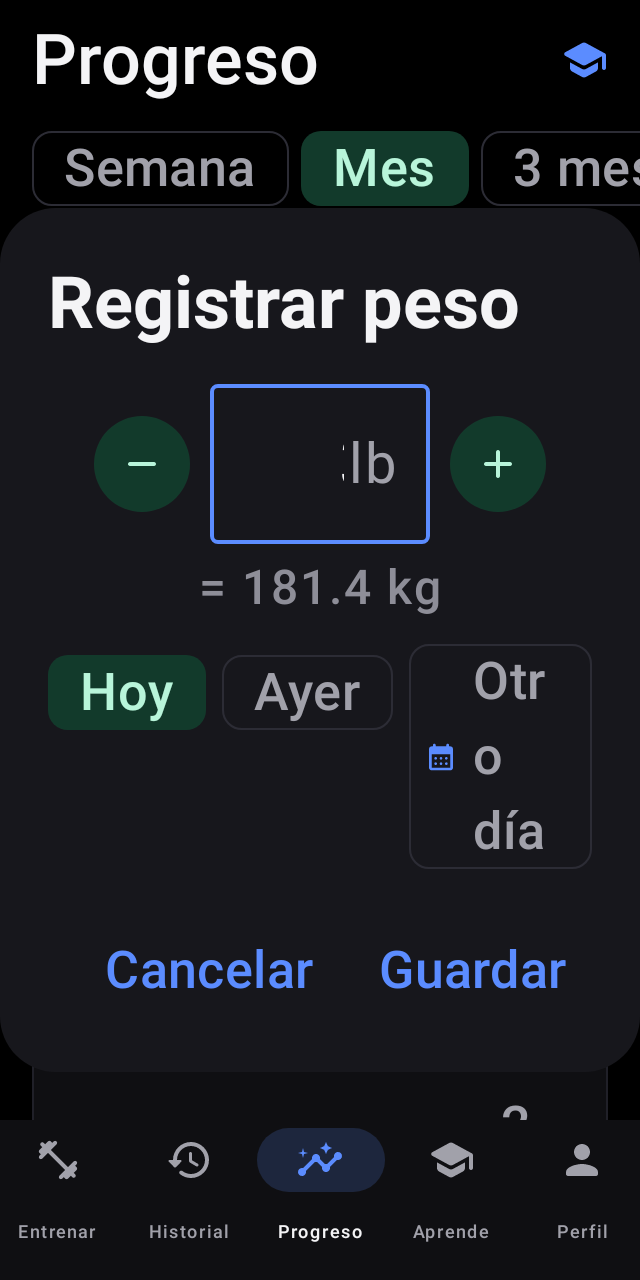 Progreso
Semana
Mes
3 mes
Registrar peso
lb
= 181.4 kg
Hoy
Ayer
Otr
o
día
Cancelar
Guardar
Entrenar
Historial
Progreso
Aprende
Perfil